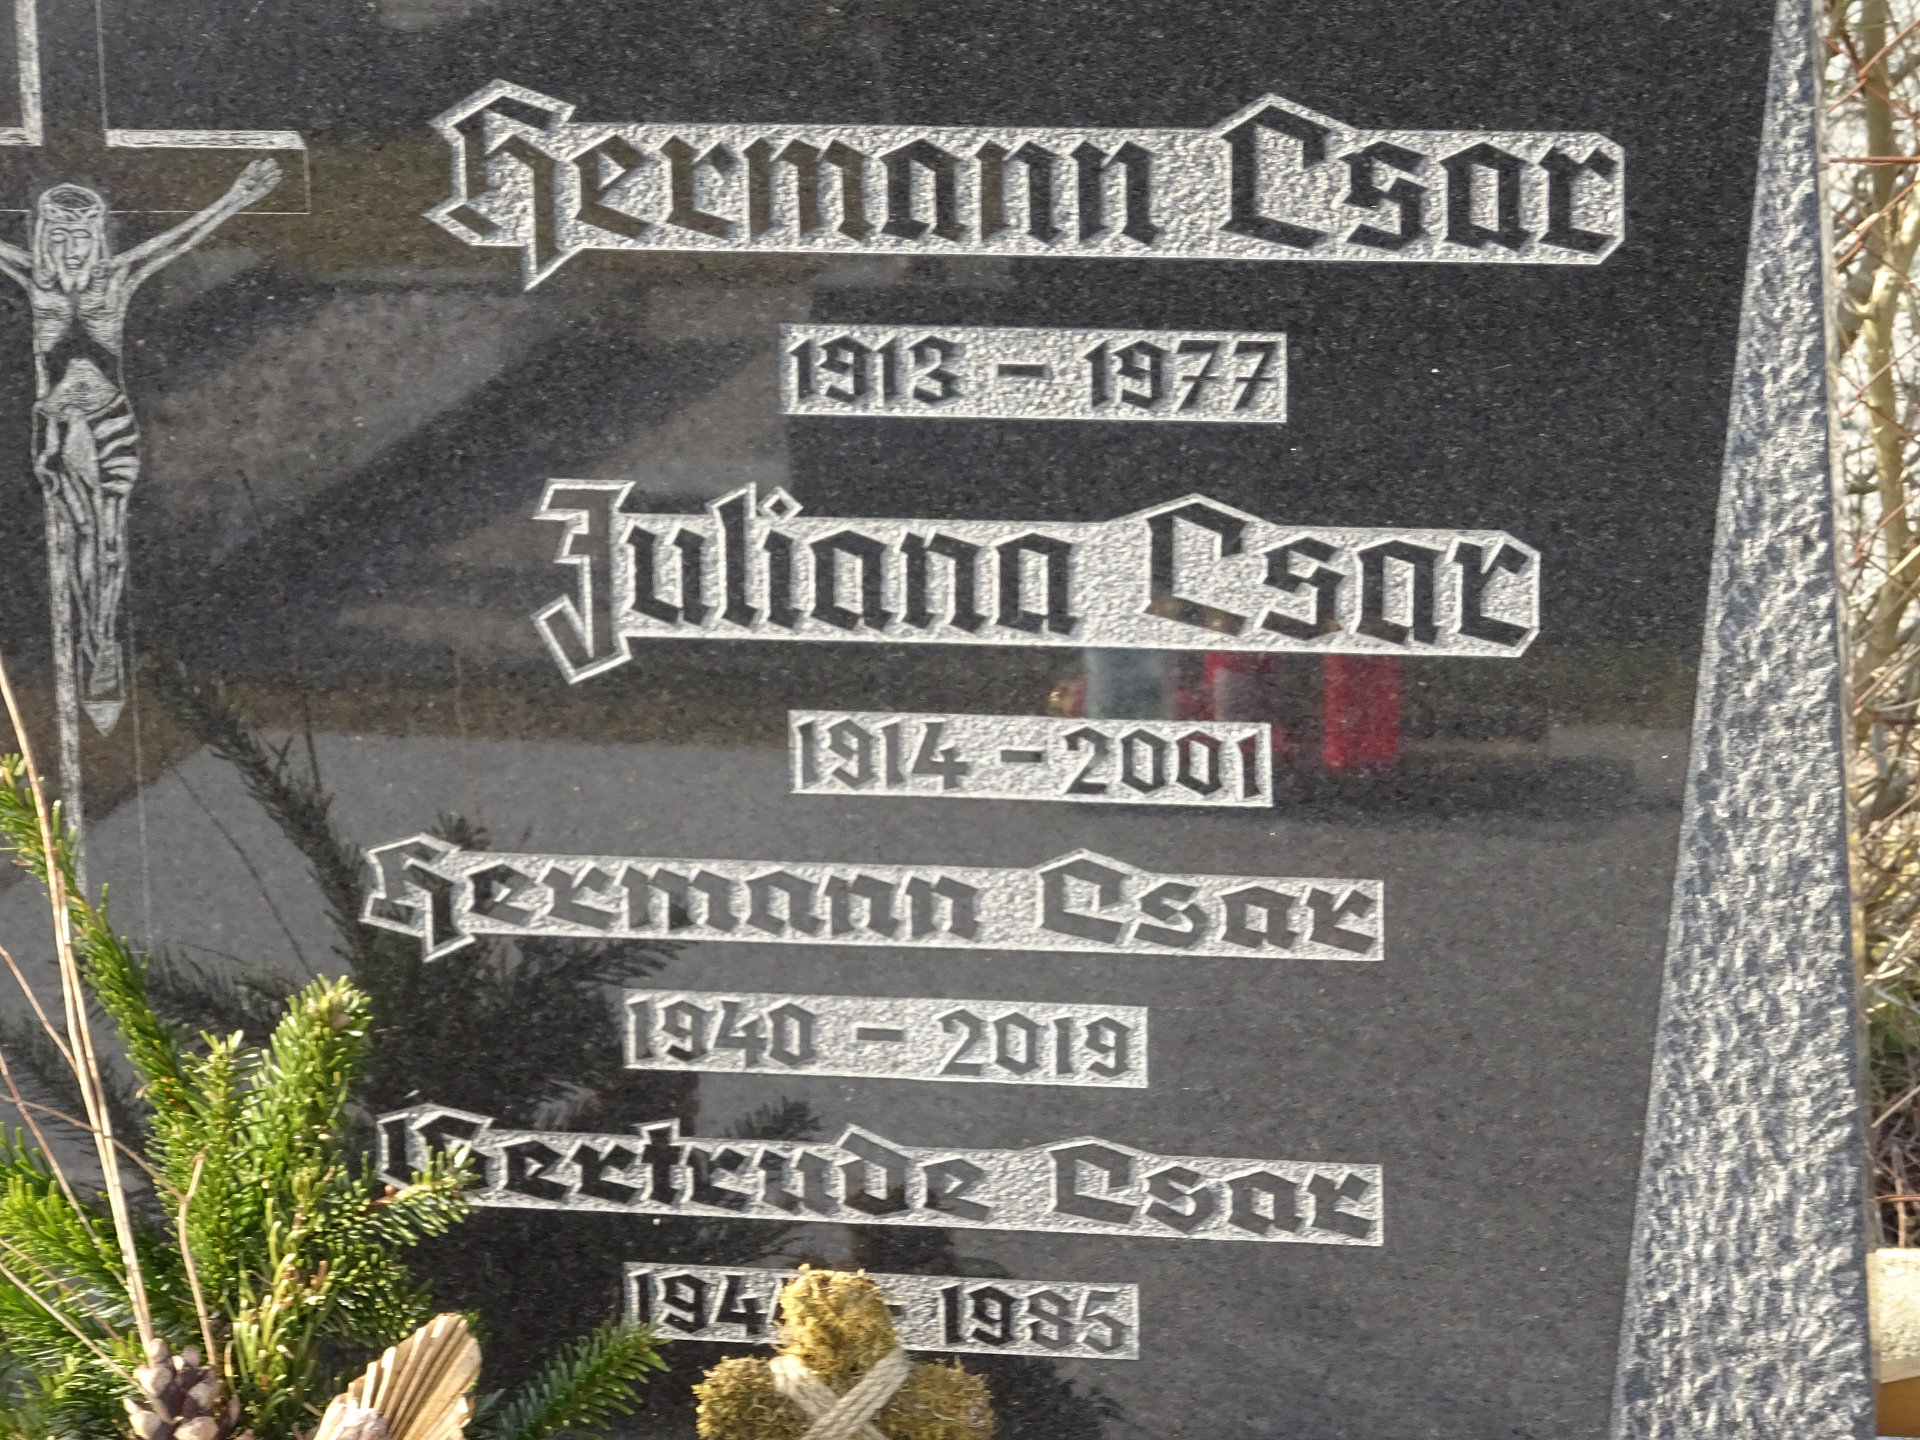 Hermann Csar
1913 – 1977
Juliana Csar
1914 – 2001
Hermann Csar
1940 – 2019
Gertrude Csar
– 1985